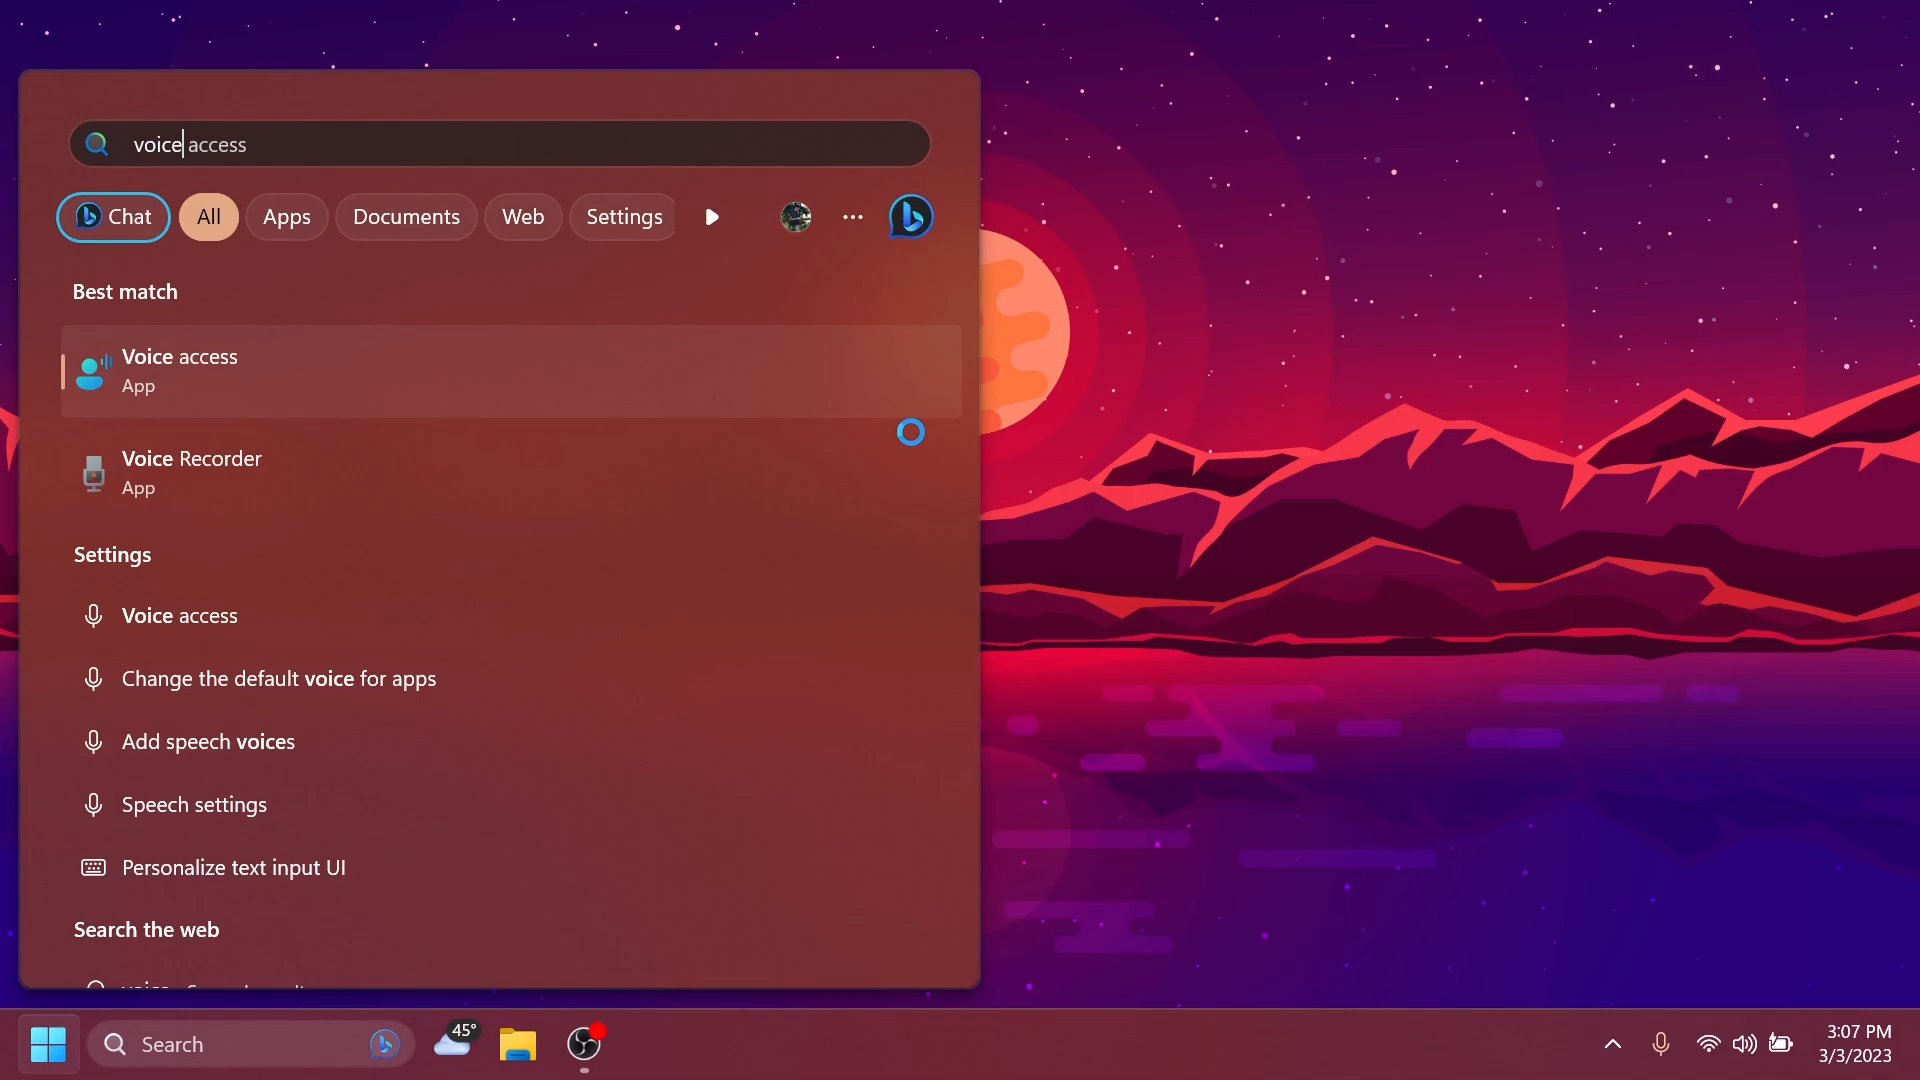 voice access
Chat
All
Apps
Documents
Web
Settings
Best match
Voice access
App
Voice Recorder
App
Settings
Voice access
Change the default voice for apps
Add speech voices
Speech settings
Personalize text input UI
Search the web
Search
45°
3:07 PM
3/3/2023